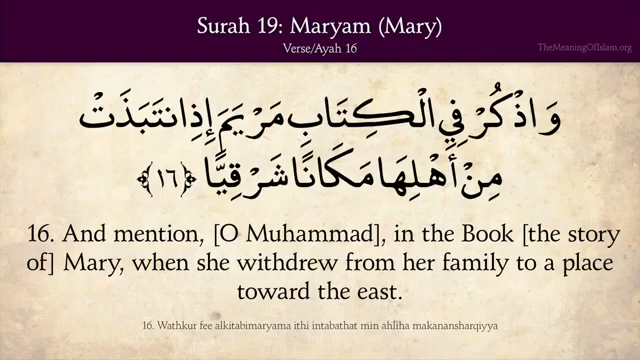 Surah 19: Maryam (Mary)
Verse/Ayah 16
TheMeaningOfIslam.org
وَاذْكُرْ فِي الْكِتَابِ مَرْيَمَ إِذِ انتَبَذَتْ
مِنْ أَهْلِهَا مَكَانًا شَرْقِيًّا ﴿١٦﴾
16. And mention, [O Muhammad], in the Book [the story
of] Mary, when she withdrew from her family to a place
toward the east.
16. Wathkur fee alkitabimaryama ithi intabathat min ahliha makanansharqiyya